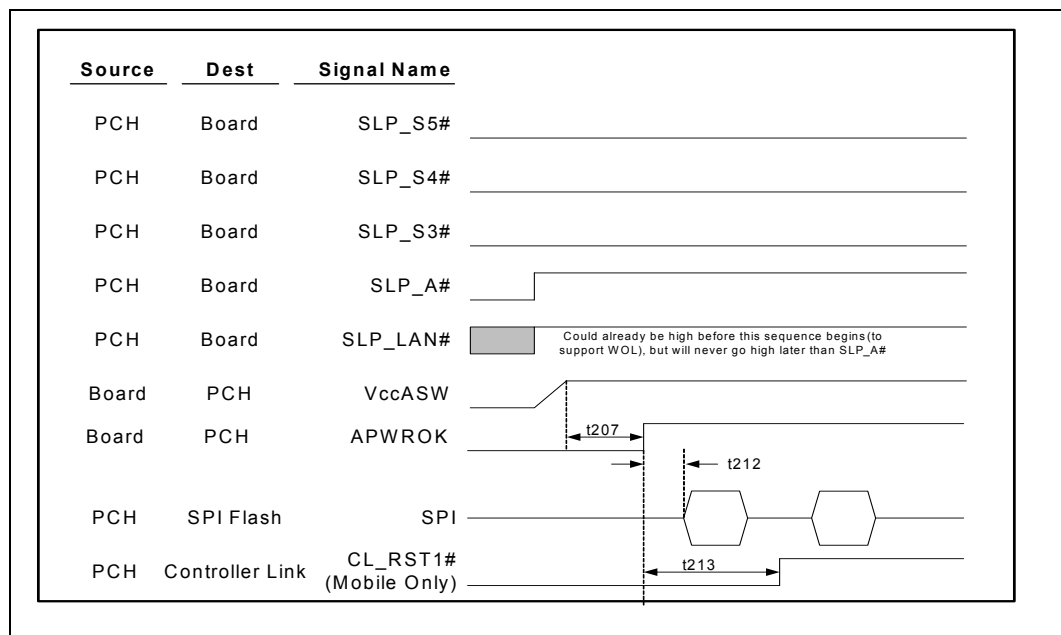 Source Dest Signal Name
PCH Board SLP_S5#
PCH Board SLP_S4#
PCH Board SLP_S3#
PCH Board SLP_A#
PCH Board SLP_LAN#
Could already be high before this sequence begins(to
support WOL), but will never go high later than SLP_A#
Board PCH VccASW
Board PCH APWROK
t207
t212
PCH SPI Flash SPI
PCH Controller Link CL_RST1#
(Mobile Only)
t213